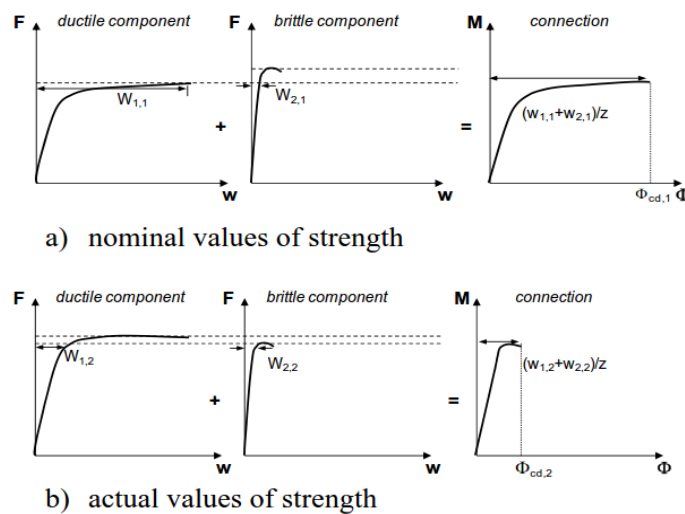 F ductile component F brittle component M connection
W1,1 W2,1 (w1,1+w2,1)/z
+ =
w w Φcd,1 Φ
a) nominal values of strength
F ductile component F brittle component M connection
W1,2 W2,2 (w1,2+w2,2)/z
+ =
w w Φcd,2 Φ
b) actual values of strength